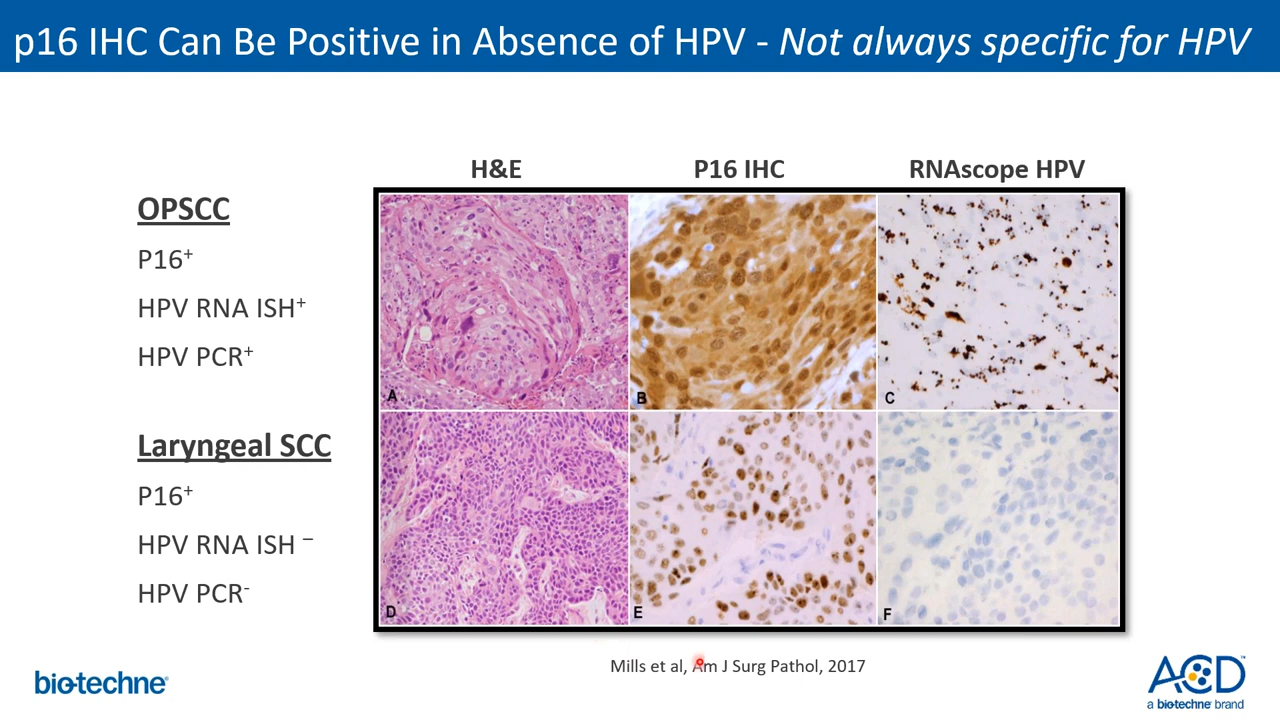 p16 IHC Can Be Positive in Absence of HPV - Not always specific for HPV
H&E
P16 IHC
RNAscope HPV
OPSCC
P16⁺
HPV RNA ISH⁺
HPV PCR⁺
Laryngeal SCC
P16⁺
HPV RNA ISH ⁻
HPV PCR⁻
A
B
C
D
E
F
Mills et al, Am J Surg Pathol, 2017
bio-techne®
ACD™
a bio-techne® brand